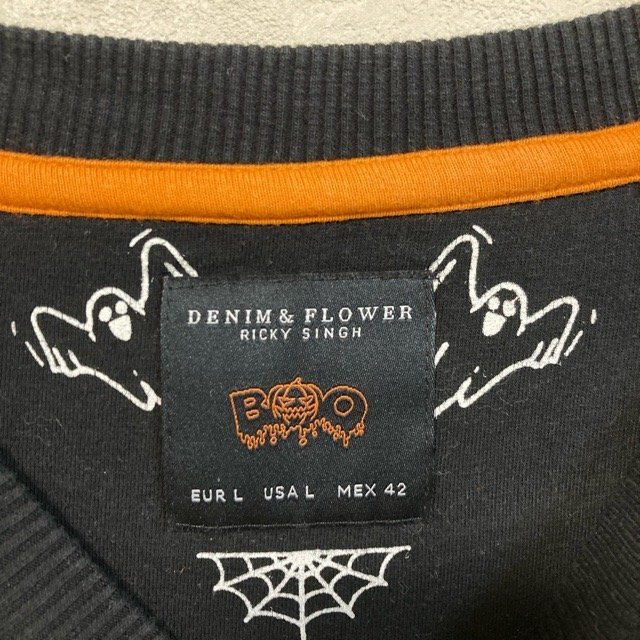 DENIM & FLOWER
RICKY SINGH
BOO
EUR L USA L MEX 42